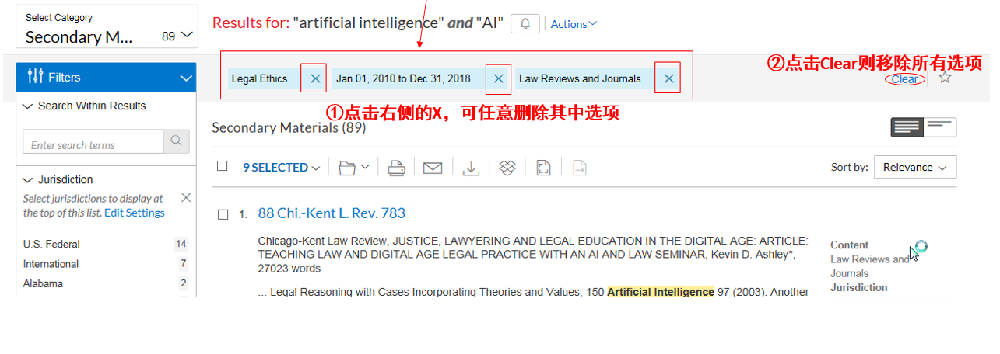 Select Category
Secondary M... 89
Results for: "artificial intelligence" and "AI"
Actions
②点击Clear则移除所有选项
Filters
Legal Ethics
Jan 01, 2010 to Dec 31, 2018
Law Reviews and Journals
Clear
①点击右侧的X，可任意删除其中选项
Search Within Results
Enter search terms
Secondary Materials (89)
9 SELECTED
Sort by: Relevance
Jurisdiction
Select jurisdictions to display at
the top of this list. Edit Settings
U.S. Federal 14
International 7
Alabama 2
1. 88 Chi.-Kent L. Rev. 783
Chicago-Kent Law Review, JUSTICE, LAWYERING AND LEGAL EDUCATION IN THE DIGITAL AGE: ARTICLE:
TEACHING LAW AND DIGITAL AGE LEGAL PRACTICE WITH AN AI AND LAW SEMINAR, Kevin D. Ashley*,
27023 words
... Legal Reasoning with Cases Incorporating Theories and Values, 150 Artificial Intelligence 97 (2003). Another
Content
Law Reviews and
Journals
Jurisdiction